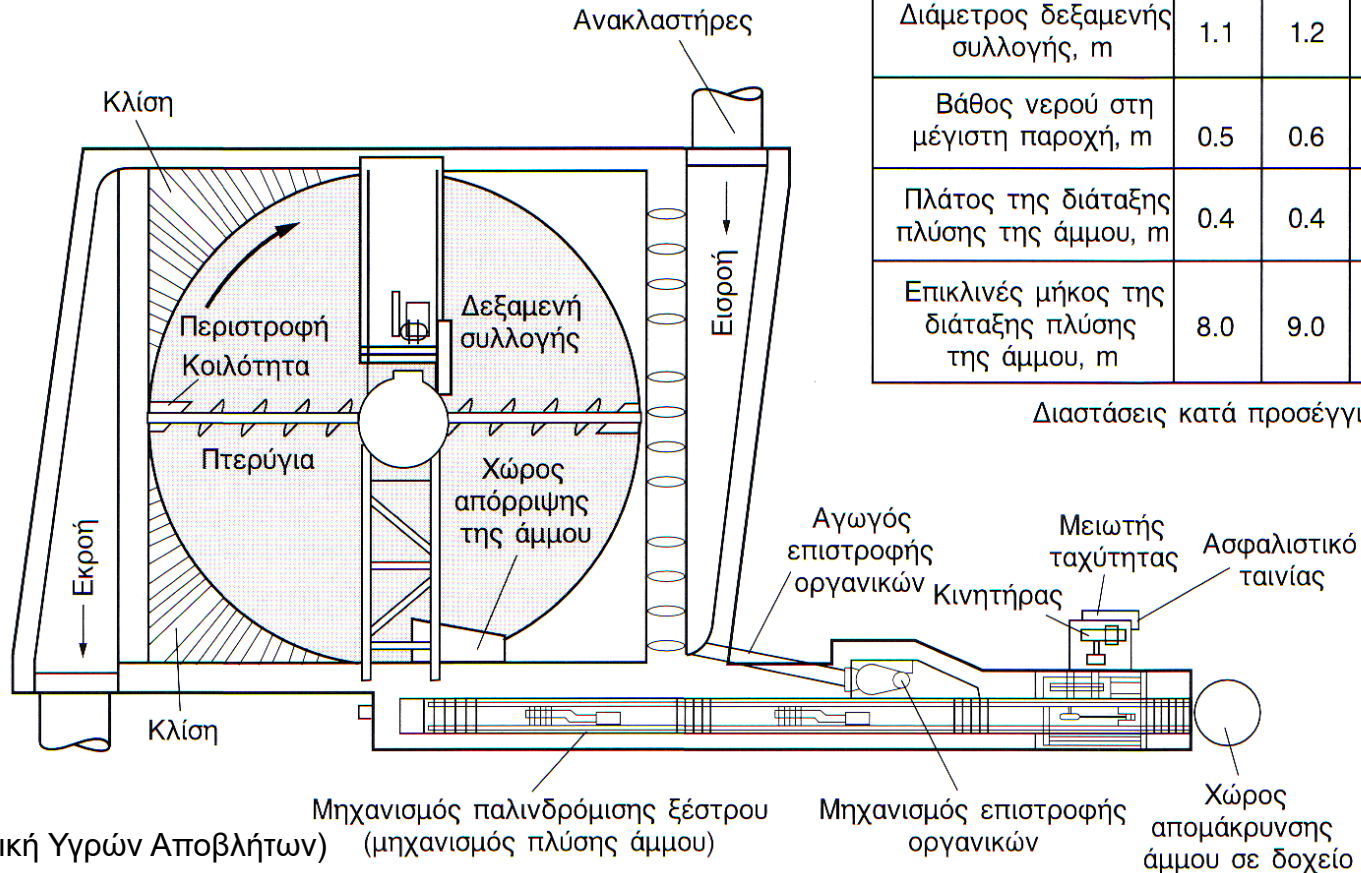 Ανακλαστήρες
Κλίση
Διάμετρος δεξαμενής
συλλογής, m
1.1
1.2
Βάθος νερού στη
μέγιστη παροχή, m
0.5
0.6
Πλάτος της διάταξης
πλύσης της άμμου, m
0.4
0.4
Επικλινές μήκος της
διάταξης πλύσης
της άμμου, m
8.0
9.0
Διαστάσεις κατά
Περιστροφή
Κοιλότητα
Δεξαμενή
συλλογής
Εισροή
Πτερύγια
Χώρος
απόρριψης
της άμμου
Εκροή
Κλίση
Αγωγός
επιστροφής
οργανικών
Κινητήρας
Μειωτής
ταχύτητας
Ασφαλιστικό
ταινίας
Μηχανισμός παλινδρόμισης ξέστρου
(μηχανισμός πλύσης άμμου)
Μηχανισμός επιστροφής
οργανικών
Χώρος
απομάκρυνσης
άμμου σε δοχείο
Υγρών Αποβλήτων)